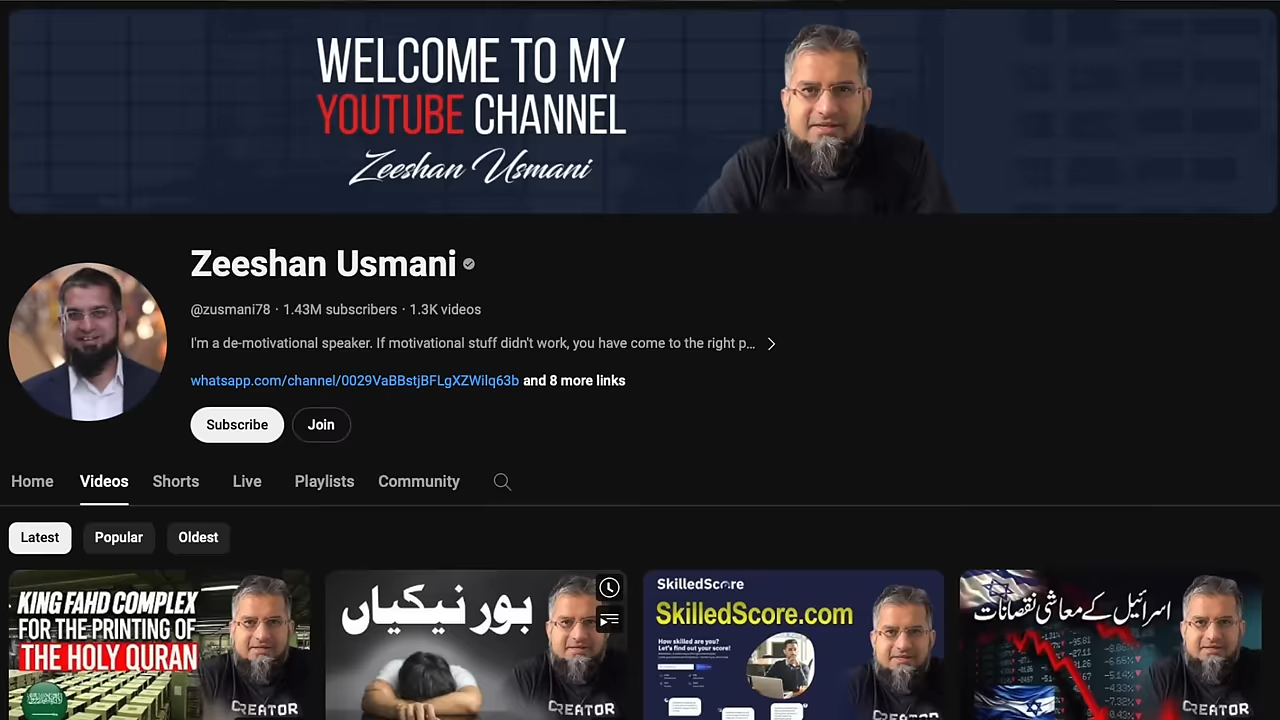 WELCOME TO MY
YOUTUBE CHANNEL
Zeeshan Usmani
Zeeshan Usmani
@zusmani78 · 1.43M subscribers · 1.3K videos
I'm a de-motivational speaker. If motivational stuff didn't work, you have come to the right p...
whatsapp.com/channel/0029VaBBstjBFLgXZWilq63b and 8 more links
Subscribe
Join
Home
Videos
Shorts
Live
Playlists
Community
Latest
Popular
Oldest
KING FAHD COMPLEX
FOR THE PRINTING OF
THE HOLY QURAN
CREATOR
بور نیکیاں
CREATOR
SkilledScore
SkilledScore.com
How skilled are you?
Let's find out your score!
CREATOR
اسرائیل کے معاشی نقصانات
CREATOR